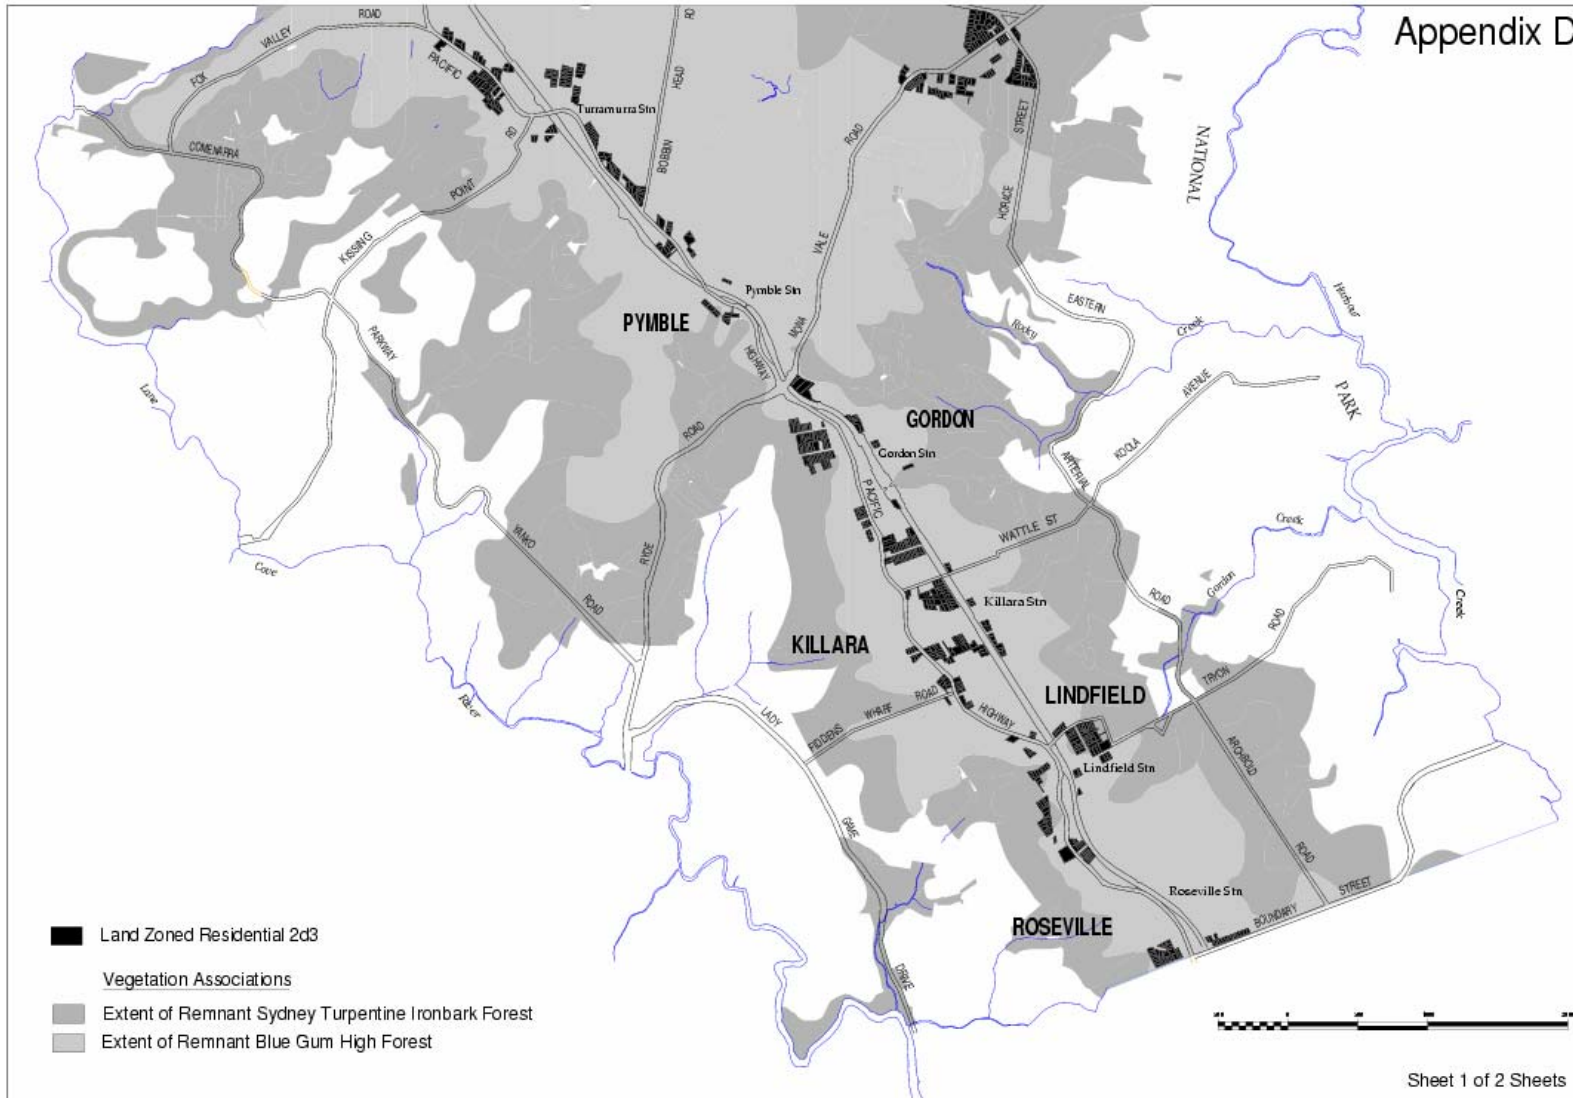 Appendix D
ROAD
VALLEY
FOX
PACIFIC
RD
HEAD
BOBBIN
Turramurra Stn
RD
POINT
KISSING
COMENARRA
ROAD
VALE
MONA
STREET
HORACE
NATIONAL
PARK
Harbour
EASTERN
Rocky
Creek
AVENUE
KOOLA
ARTERIAL
ROAD
Pymble Stn
PYMBLE
HIGHWAY
PARKWAY
Lane
Cove
River
GORDON
Gordon Stn
ROAD
RYDE
YANKO
ROAD
PACIFIC
WATTLE ST
Creek
Gordon
Creek
Killara Stn
KILLARA
ROAD
TRYON
LINDFIELD
LADY
GAME
DRIVE
FIDDENS
WHARF
ROAD
HIGHWAY
Lindfield Stn
ARCHBOLD
ROAD
Roseville Stn
ROSEVILLE
BOUNDARY
STREET
Land Zoned Residential 2d3
Vegetation Associations
Extent of Remnant Sydney Turpentine Ironbark Forest
Extent of Remnant Blue Gum High Forest
Sheet 1 of 2 Sheets